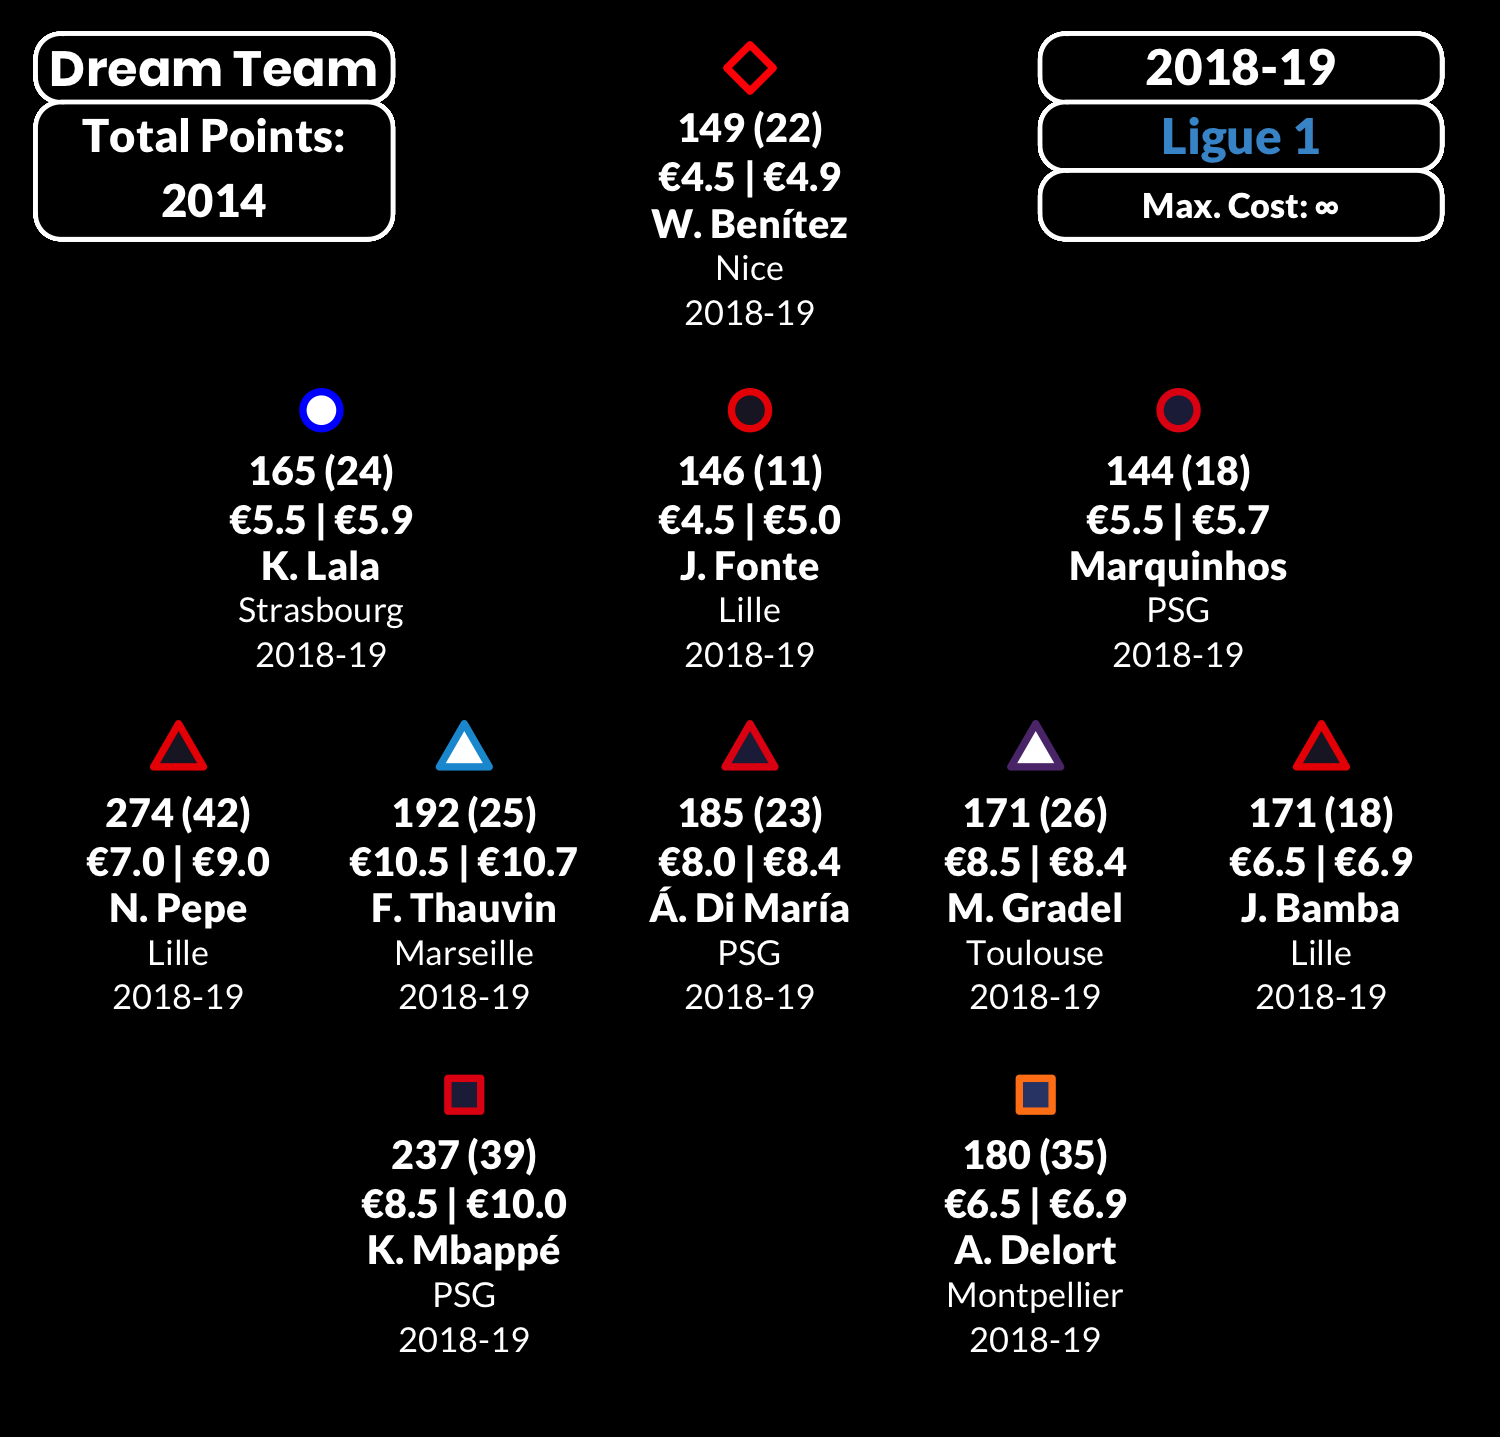 Dream Team
Total Points:
2014
2018-19
Ligue 1
Max. Cost: ∞
149 (22)
€4.5 | €4.9
W. Benítez
Nice
2018-19
165 (24)
€5.5 | €5.9
K. Lala
Strasbourg
2018-19
146 (11)
€4.5 | €5.0
J. Fonte
Lille
2018-19
144 (18)
€5.5 | €5.7
Marquinhos
PSG
2018-19
274 (42)
€7.0 | €9.0
N. Pepe
Lille
2018-19
192 (25)
€10.5 | €10.7
F. Thauvin
Marseille
2018-19
185 (23)
€8.0 | €8.4
Á. Di María
PSG
2018-19
171 (26)
€8.5 | €8.4
M. Gradel
Toulouse
2018-19
171 (18)
€6.5 | €6.9
J. Bamba
Lille
2018-19
237 (39)
€8.5 | €10.0
K. Mbappé
PSG
2018-19
180 (35)
€6.5 | €6.9
A. Delort
Montpellier
2018-19